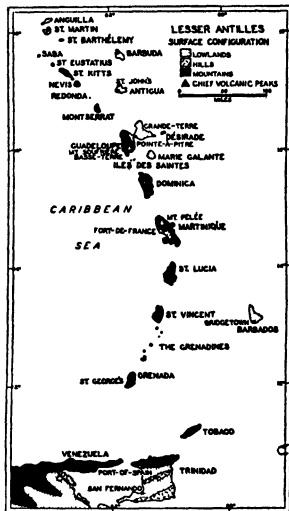 ANGUILLA
ST. MARTIN
ST. BARTHÉLEMY
SABA
ST EUSTATIUS
ST. KITTS
NEVIS
REDONDA
MONTSERRAT
BARBUDA
ST. JOHN'S
ANTIGUA
LESSER ANTILLES
SURFACE CONFIGURATION
LOWLANDS
HILLS
MOUNTAINS
CHIEF VOLCANIC PEAKS
MILES
GRANDE-TERRE
DÉSIRADE
GUADELOUPE
POINTE-À-PITRE
BASSE-TERRE
MARIE GALANTE
ILES DES SAINTES
DOMINICA
CARIBBEAN
SEA
MT. PELÉE
MARTINIQUE
FORT-DE-FRANCE
ST. LUCIA
ST. VINCENT
BRIDGETOWN
BARBADOS
THE GRENADINES
ST. GEORGE'S
GRENADA
TOBAGO
VENEZUELA
PORT-OF-SPAIN
TRINIDAD
SAN FERNANDO